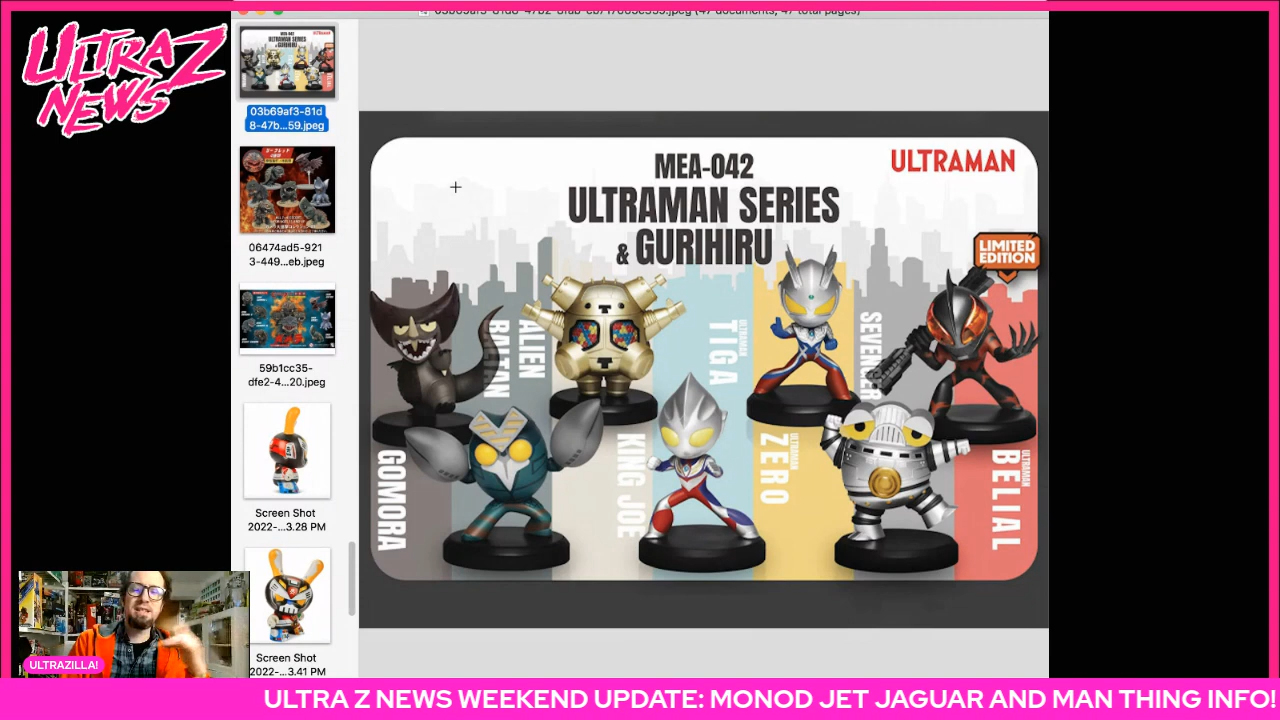 ULTRA Z
NEWS
03b69af3-81d
8-47b...59.jpeg
06474ad5-921
3-449...eb.jpeg
59b1cc35-
dfe2-4...20.jpeg
Screen Shot
2022-...3.28 PM
Screen Shot
2022-...3.41 PM
MEA-042
ULTRAMAN SERIES
& GURIHIRU
ULTRAMAN
LIMITED
EDITION
GOMORA
ALIEN
BALTAN
KING JOE
ULTRAMAN
TIGA
ULTRAMAN
ZERO
SEVENGER
ULTRAMAN
BELIAL
ULTRAZILLA!
ULTRA Z NEWS WEEKEND UPDATE: MONOD JET JAGUAR AND MAN THING INFO!